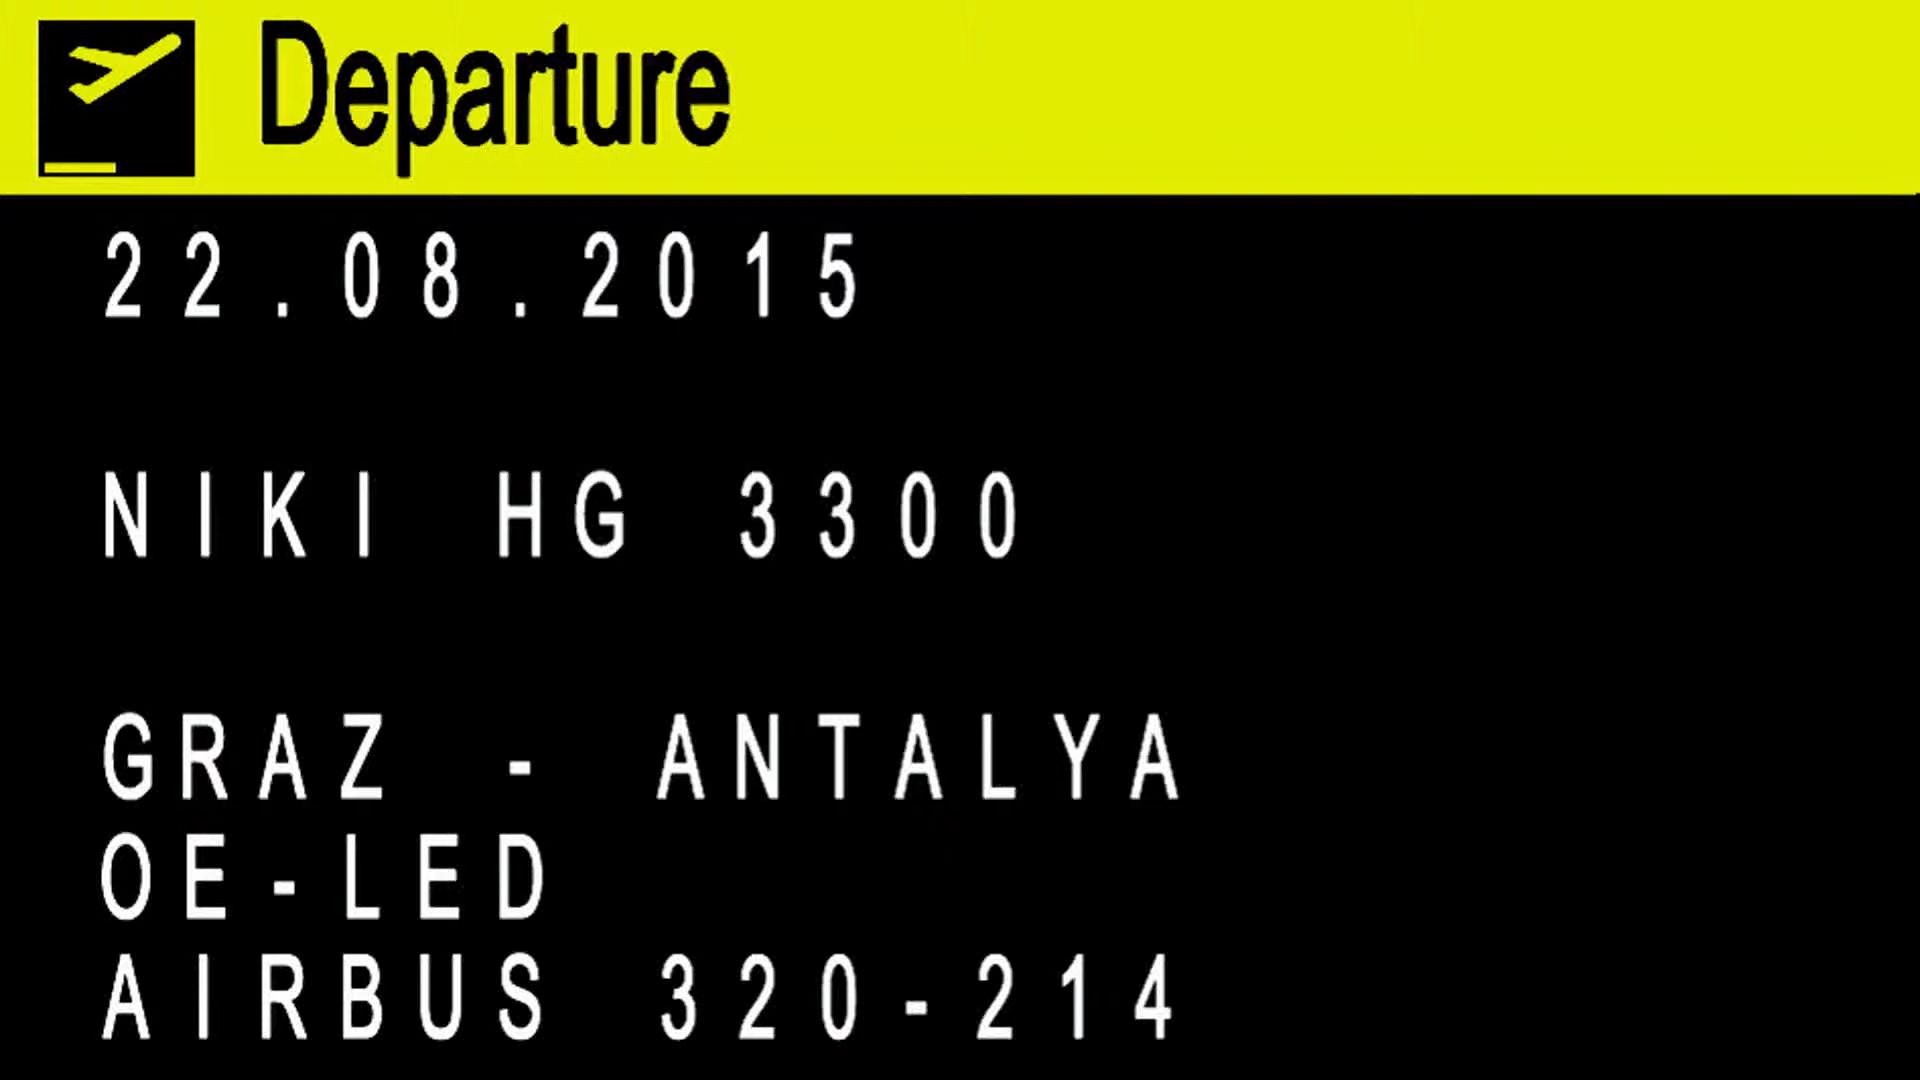 Departure
22.08.2015
NIKI HG 3300
GRAZ - ANTALYA
OE-LED
AIRBUS 320-214